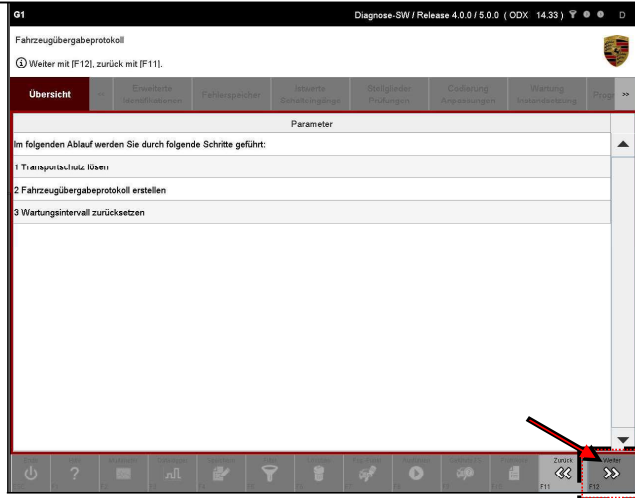 G1
Diagnose-SW / Release 4.0.0 / 5.0.0 ( ODX 14.33 )
D
Fahrzeugübergabeprotokoll
Weiter mit [F12], zurück mit [F11].
Übersicht
Erweiterte Identifikationen
Fehlerspeicher
Istwerte
Stellglieder Prüfungen
Codierung Anpassungen
Wartung Instandsetzung
>>
Parameter
Im folgenden Ablauf werden Sie durch folgende Schritte geführt:
1 Transportschutz lösen
2 Fahrzeugübergabeprotokoll erstellen
3 Wartungsintervall zurücksetzen
Zurück
Weiter
F11
F12